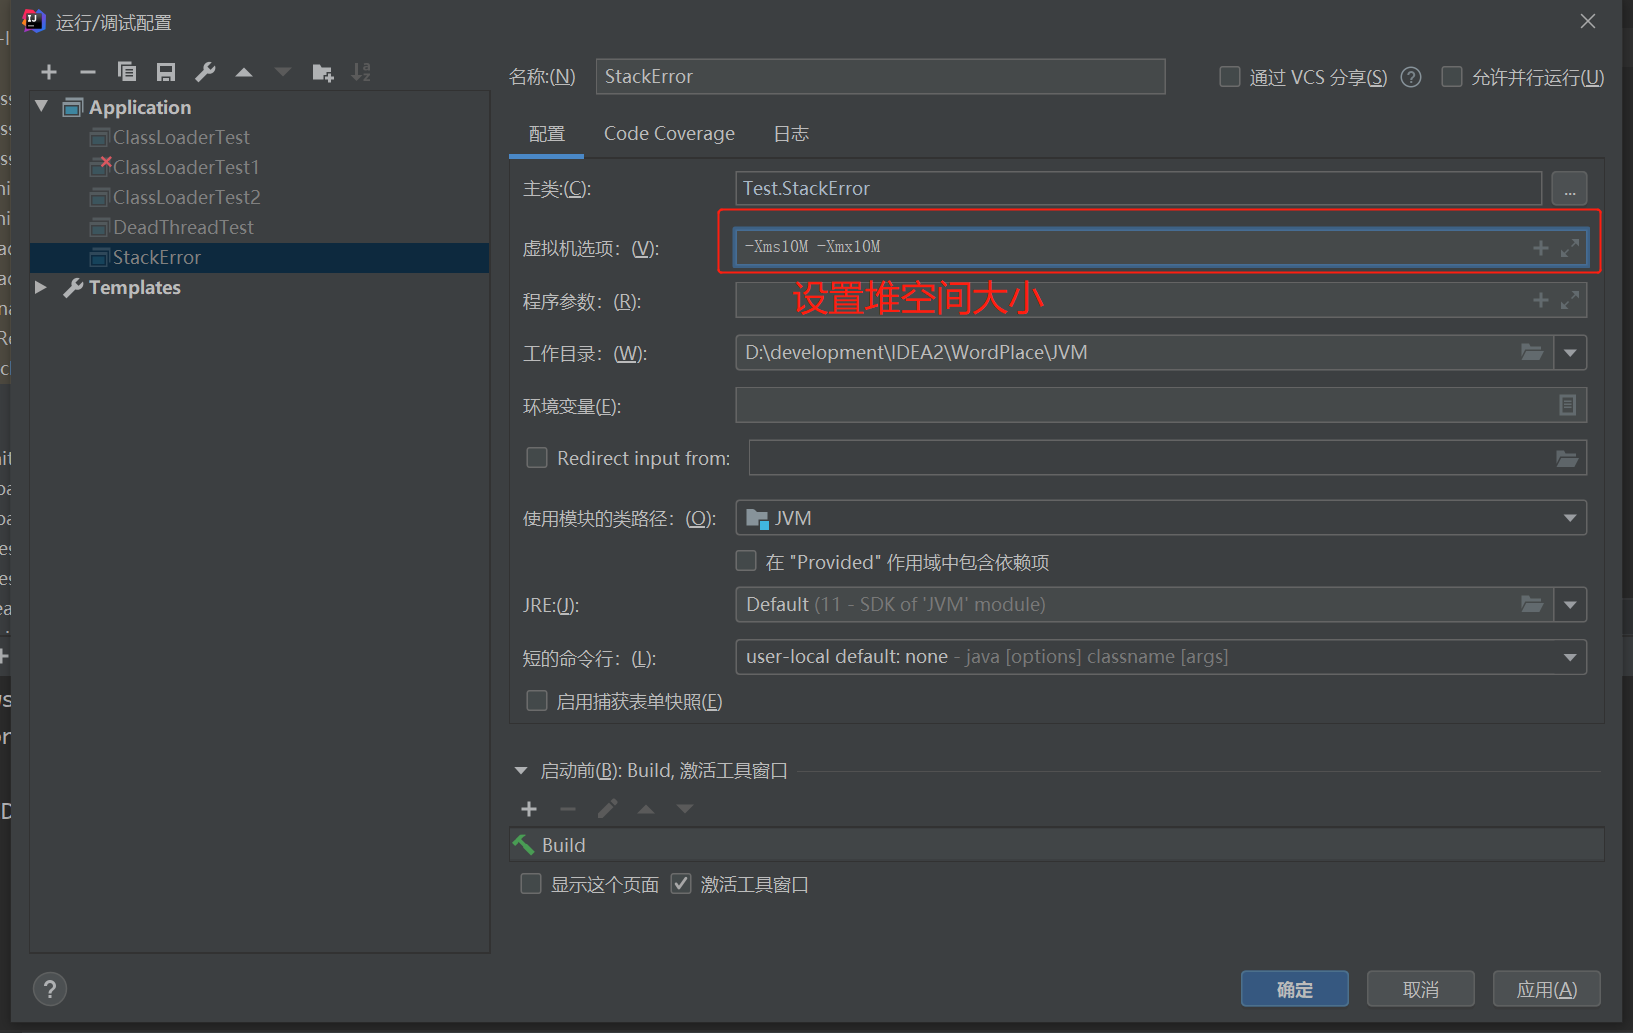 运行/调试配置
名称:(N) StackError 通过 VCS 分享(S) 允许并行运行(U)
Application
ClassLoaderTest
ClassLoaderTest1
ClassLoaderTest2
DeadThreadTest
StackError
Templates
配置 Code Coverage 日志
主类:(C): Test.StackError ...
虚拟机选项：(V): -Xms10M -Xmx10M
程序参数：(R): 设置堆空间大小
工作目录：(W): D:\development\IDEA2\WordPlace\JVM
环境变量(E):
Redirect input from:
使用模块的类路径：(O): JVM
在 "Provided" 作用域中包含依赖项
JRE:(J): Default (11 - SDK of 'JVM' module)
短的命令行：(L): user-local default: none - java [options] classname [args]
启用捕获表单快照(E)
启动前(B): Build, 激活工具窗口
Build
显示这个页面 激活工具窗口
确定 取消 应用(A)